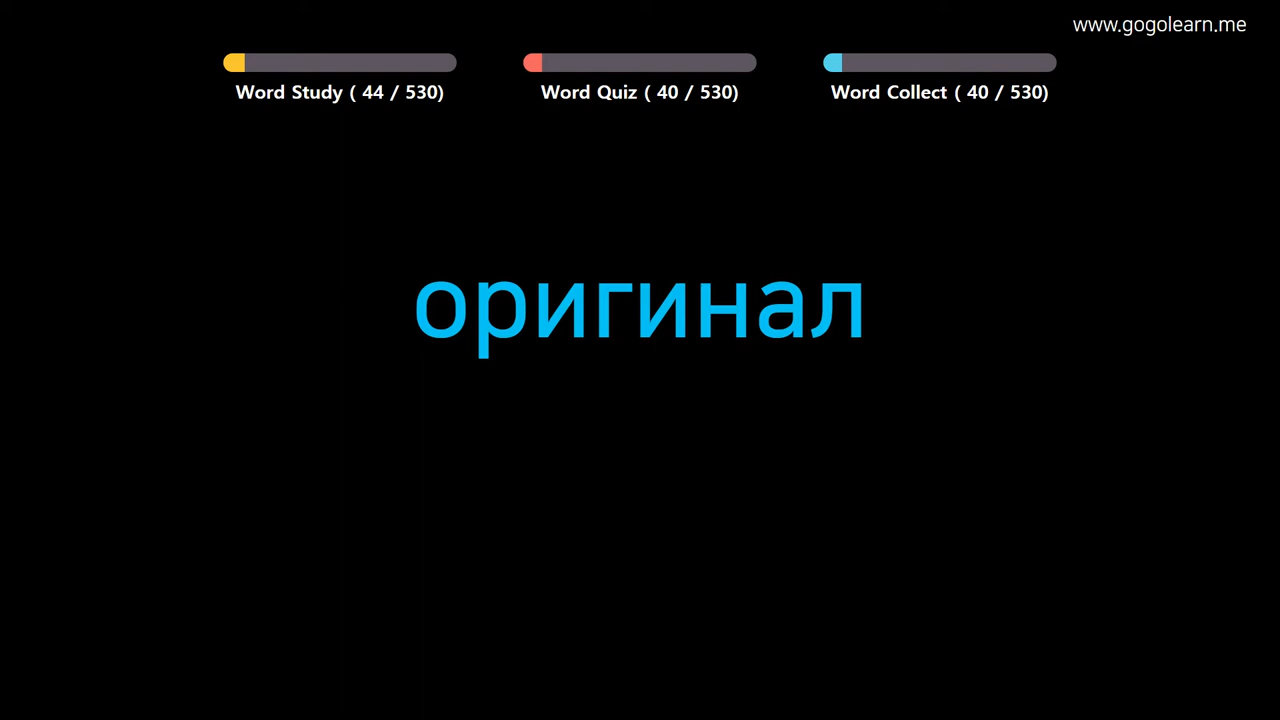 www.gogolearn.me
Word Study ( 44 / 530)
Word Quiz ( 40 / 530)
Word Collect ( 40 / 530)
оригинал